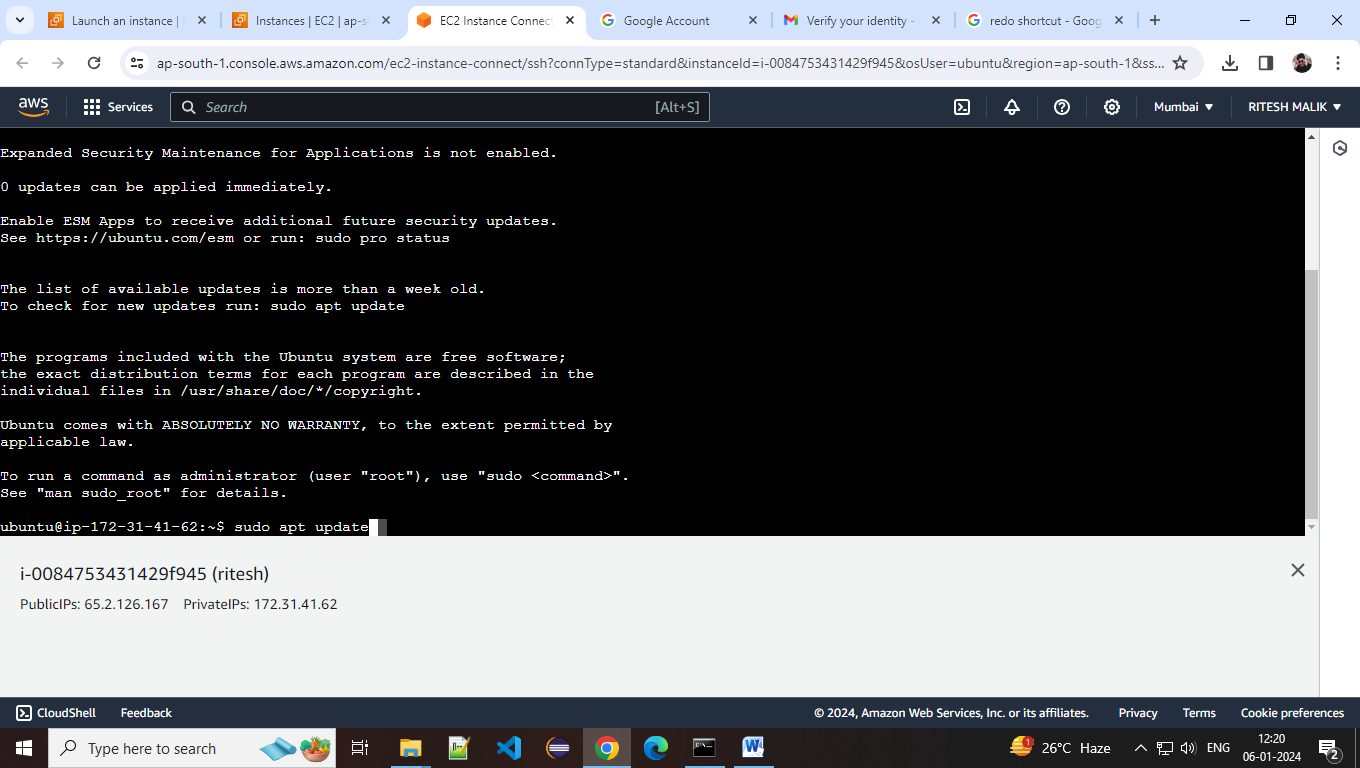 Launch an instance |
Instances | EC2 | ap-s
EC2 Instance Connect
Google Account
Verify your identity -
redo shortcut - Goog
ap-south-1.console.aws.amazon.com/ec2-instance-connect/ssh?connType=standard&instanceId=i-0084753431429f945&osUser=ubuntu&region=ap-south-1&ss...
aws
Services
Search
[Alt+S]
Mumbai
RITESH MALIK
Expanded Security Maintenance for Applications is not enabled.
0 updates can be applied immediately.
Enable ESM Apps to receive additional future security updates.
See https://ubuntu.com/esm or run: sudo pro status
The list of available updates is more than a week old.
To check for new updates run: sudo apt update
The programs included with the Ubuntu system are free software;
the exact distribution terms for each program are described in the
individual files in /usr/share/doc/*/copyright.
Ubuntu comes with ABSOLUTELY NO WARRANTY, to the extent permitted by
applicable law.
To run a command as administrator (user "root"), use "sudo <command>".
See "man sudo_root" for details.
ubuntu@ip-172-31-41-62:~$ sudo apt update
i-0084753431429f945 (ritesh)
PublicIPs: 65.2.126.167 PrivateIPs: 172.31.41.62
CloudShell
Feedback
© 2024, Amazon Web Services, Inc. or its affiliates.
Privacy
Terms
Cookie preferences
Type here to search
1
26°C Haze
ENG
12:20
06-01-2024
2